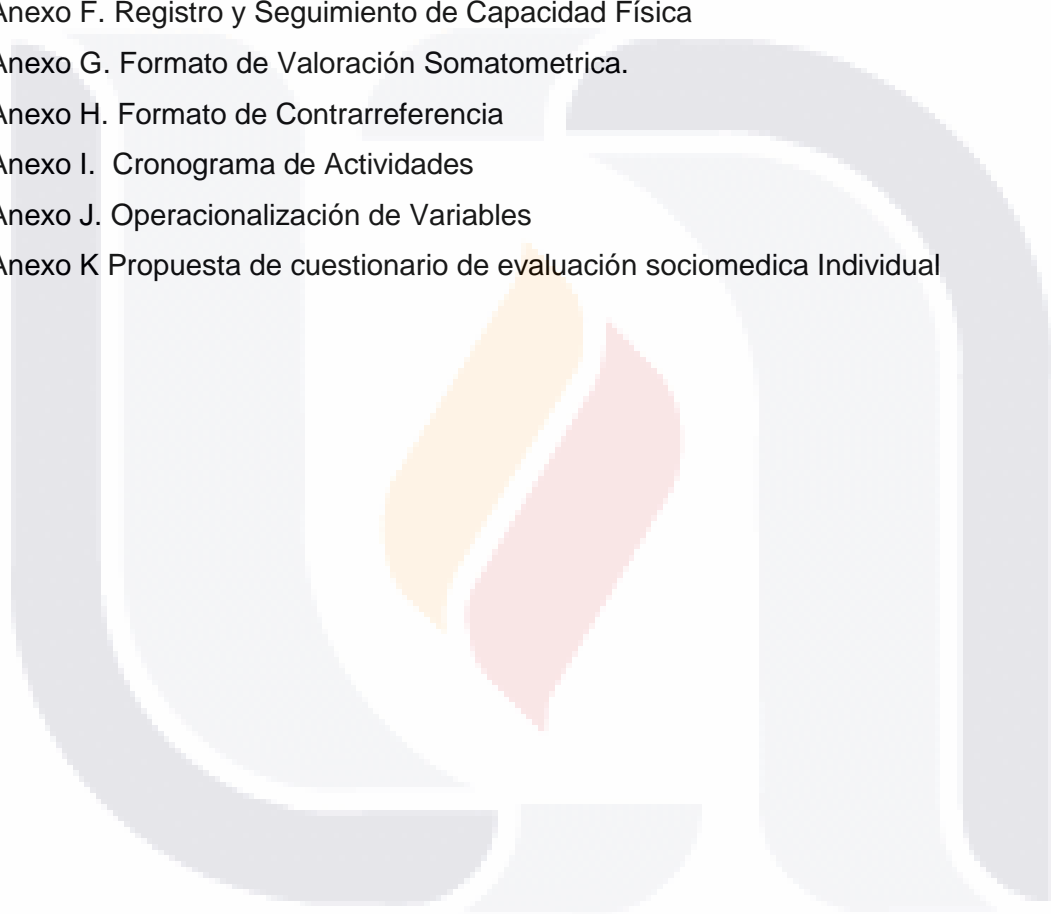 Anexo F. Registro y Seguimiento de Capacidad Física
Anexo G. Formato de Valoración Somatometrica.
Anexo H. Formato de Contrarreferencia
Anexo I.  Cronograma de Actividades
Anexo J. Operacionalización de Variables
Anexo K Propuesta de cuestionario de evaluación sociomedica Individual